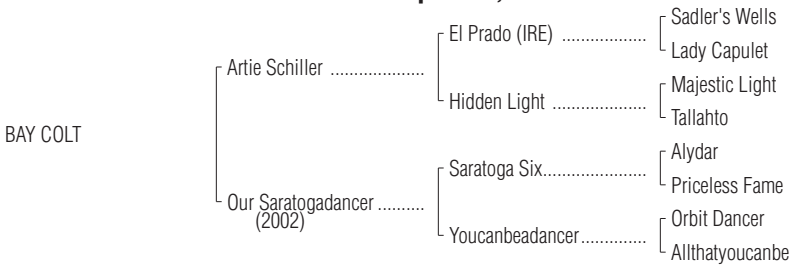 Sadler's Wells
El Prado (IRE) ..................
Lady Capulet
Artie Schiller ....................
Majestic Light
Hidden Light ....................
Tallahto
BAY COLT
Alydar
Saratoga Six......................
Priceless Fame
Our Saratogadancer ..........
(2002)
Orbit Dancer
Youcanbeadancer..............
Allthatyoucanbe